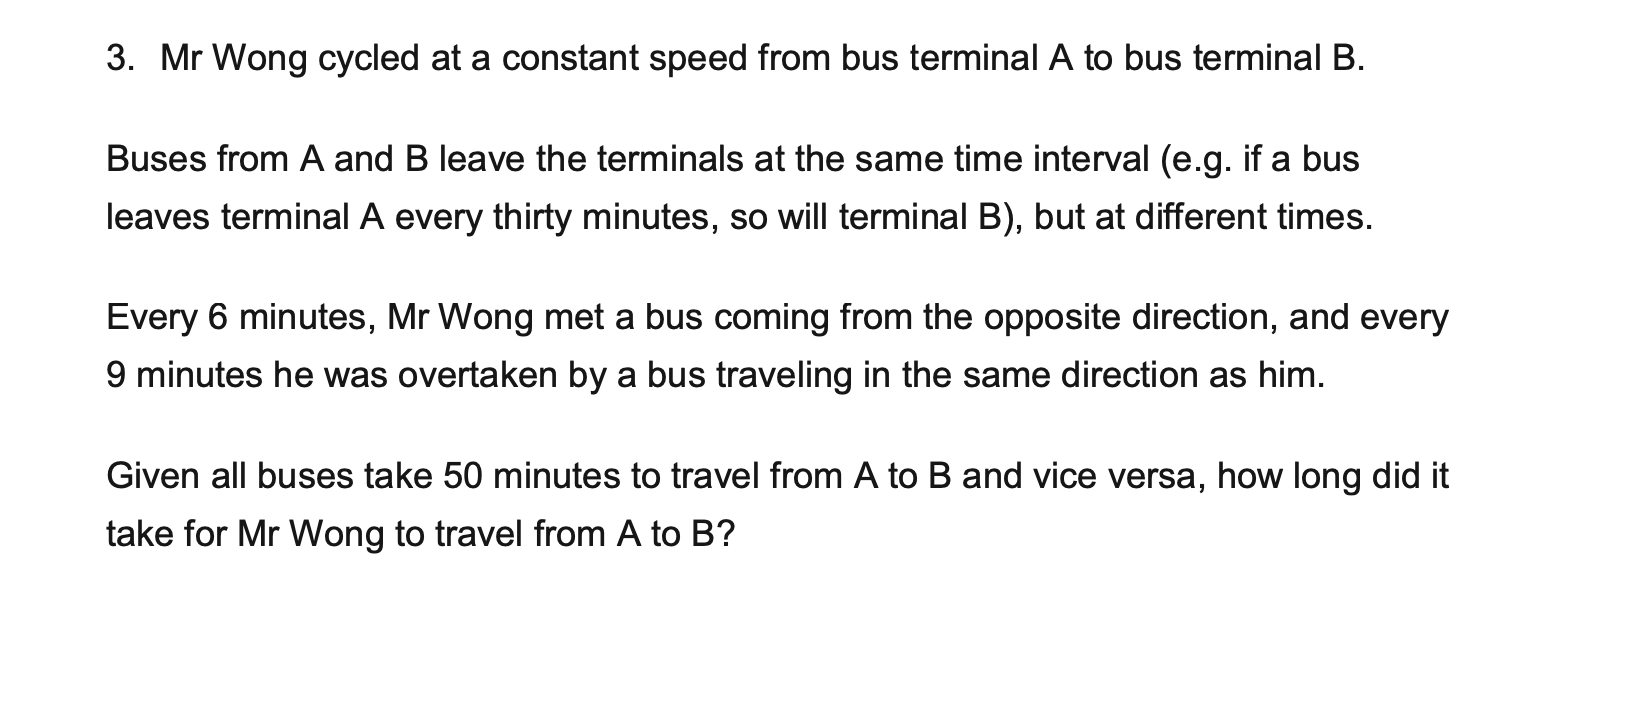 3. Mr Wong cycled at a constant speed from bus terminal A to bus terminal B.
Buses from A and B leave the terminals at the same time interval (e.g. if a bus
leaves terminal A every thirty minutes, so will terminal B), but at different times.
Every 6 minutes, Mr Wong met a bus coming from the opposite direction, and every
9 minutes he was overtaken by a bus traveling in the same direction as him.
Given all buses take 50 minutes to travel from A to B and vice versa, how long did it
take for Mr Wong to travel from A to B?